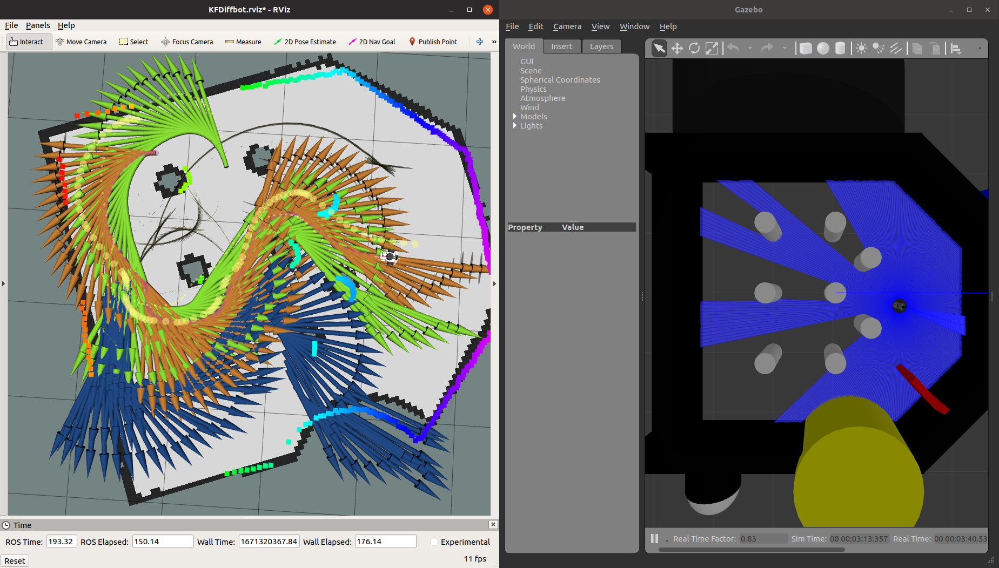 KFDiffbot.rviz* - RViz
File Panels Help
Interact Move Camera Select Focus Camera Measure 2D Pose Estimate 2D Nav Goal Publish Point »
Time
ROS Time: 193.32 ROS Elapsed: 150.14 Wall Time: 1671320367.84 Wall Elapsed: 176.14 Experimental
Reset 11 fps
Gazebo
File Edit Camera View Window Help
World Insert Layers
GUI
Scene
Spherical Coordinates
Physics
Atmosphere
Wind
Models
Lights
Property Value
Real Time Factor: 0.83 Sim Time: 00 00:03:13.357 Real Time: 00 00:03:40.53